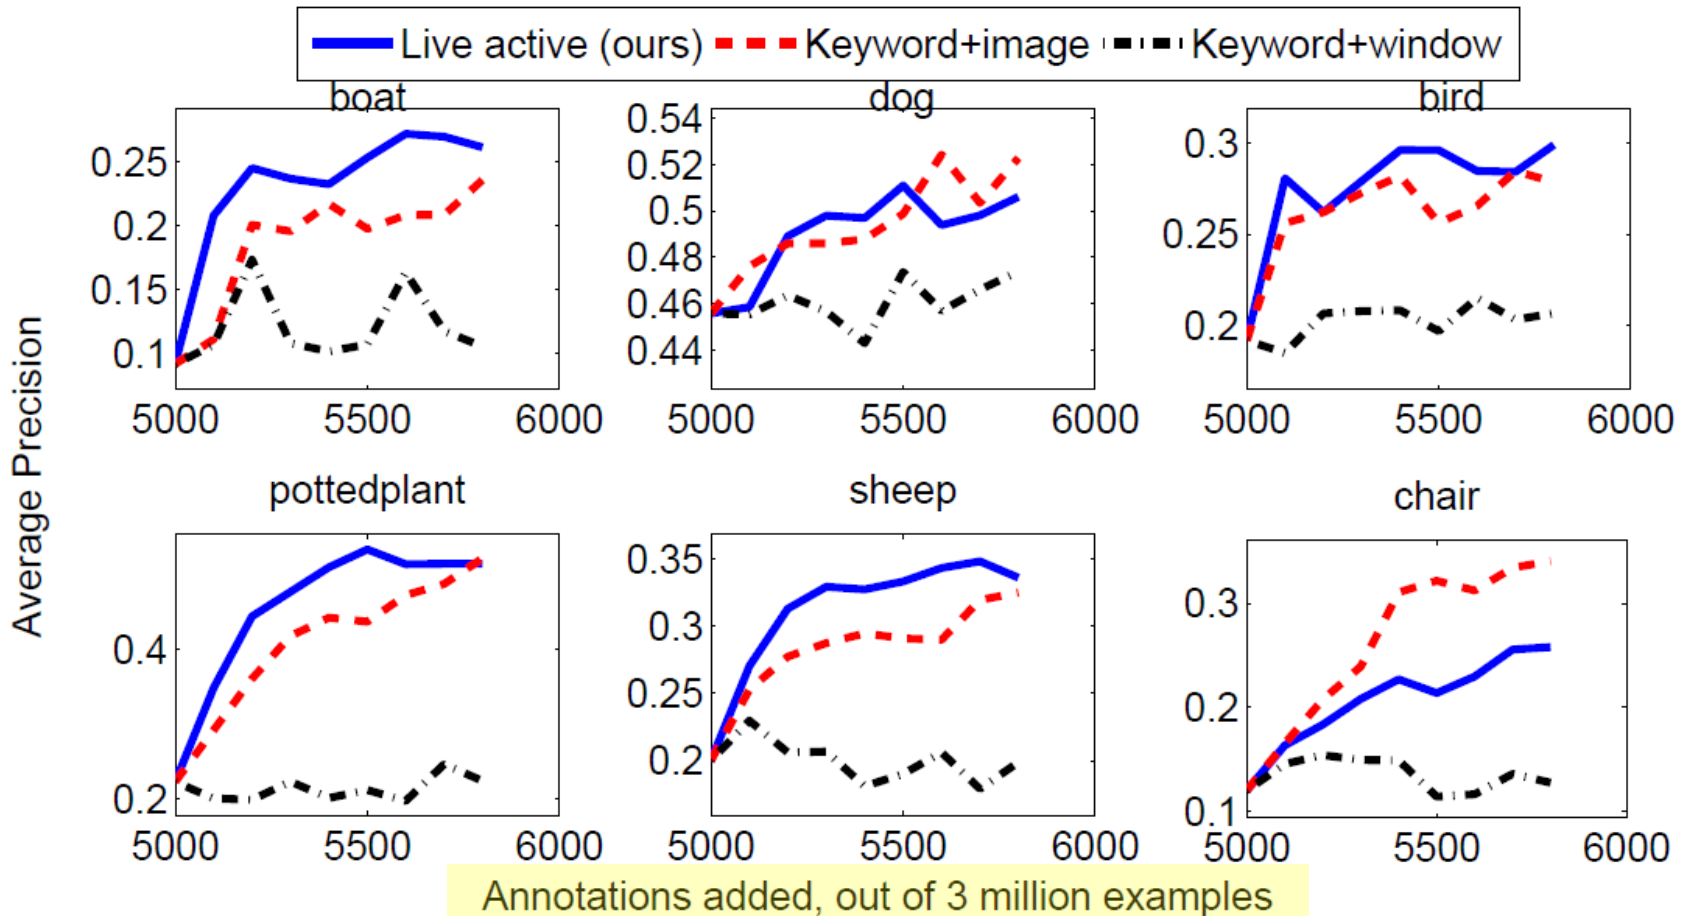 Live active (ours) Keyword+image Keyword+window
boat dog bird
0.25
0.2
0.15
0.1
5000 5500 6000
0.54
0.52
0.5
0.48
0.46
0.44
5000 5500 6000
0.3
0.25
0.2
5000 5500 6000
Average Precision
pottedplant sheep chair
0.4
0.2
5000 5500 6000
0.35
0.3
0.25
0.2
5000 5500 6000
0.3
0.2
0.1
5000 5500 6000
Annotations added, out of 3 million examples